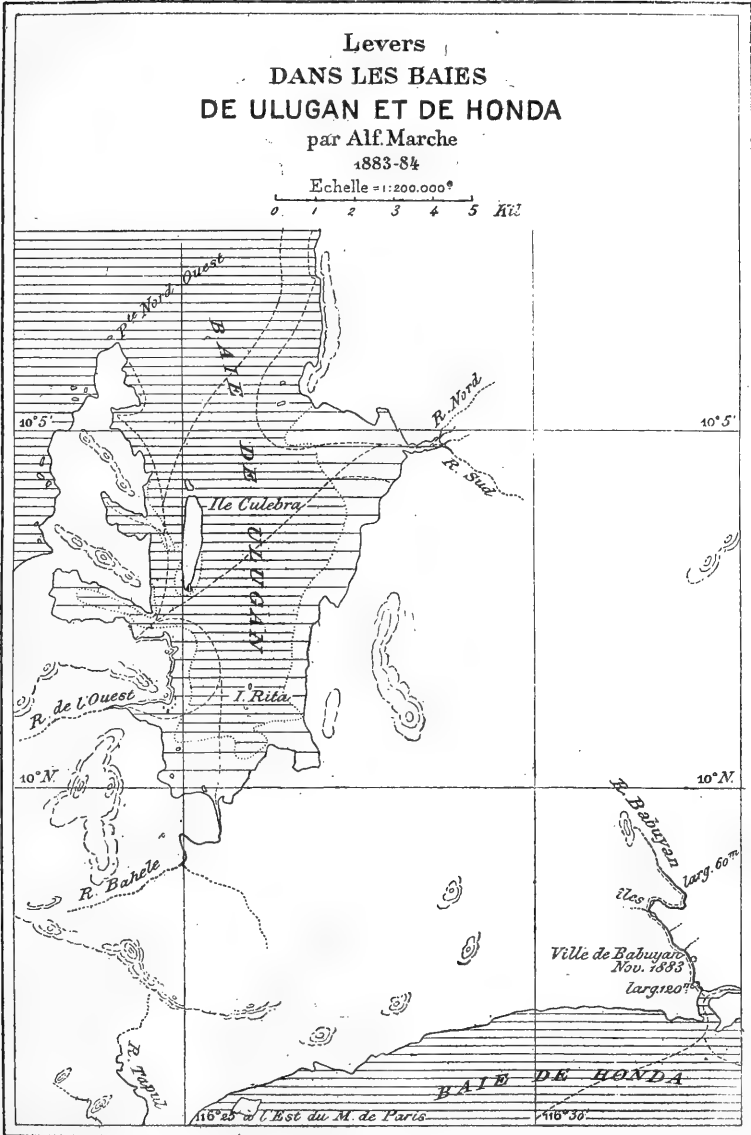 Levers
DANS LES BAIES
DE ULUGAN ET DE HONDA
par Alf. Marche
1883-84
Echelle = 1:200.000e
0 1 2 3 4 5 Kil
Pte Nord Ouest
BAIE DE ULUGAN
R. Nord
10°5' 10°5'
R. Sud
Ile Culebra
I. Rita
R. de l'Ouest
10°N. 10°N.
R. Babuyan
larg. 60m
R. Bahele
îles
Ville de Babuyan
Nov. 1883
larg. 120m
R. Tapul
BAIE DE HONDA
116°25' à l'Est du M. de Paris 116°30'